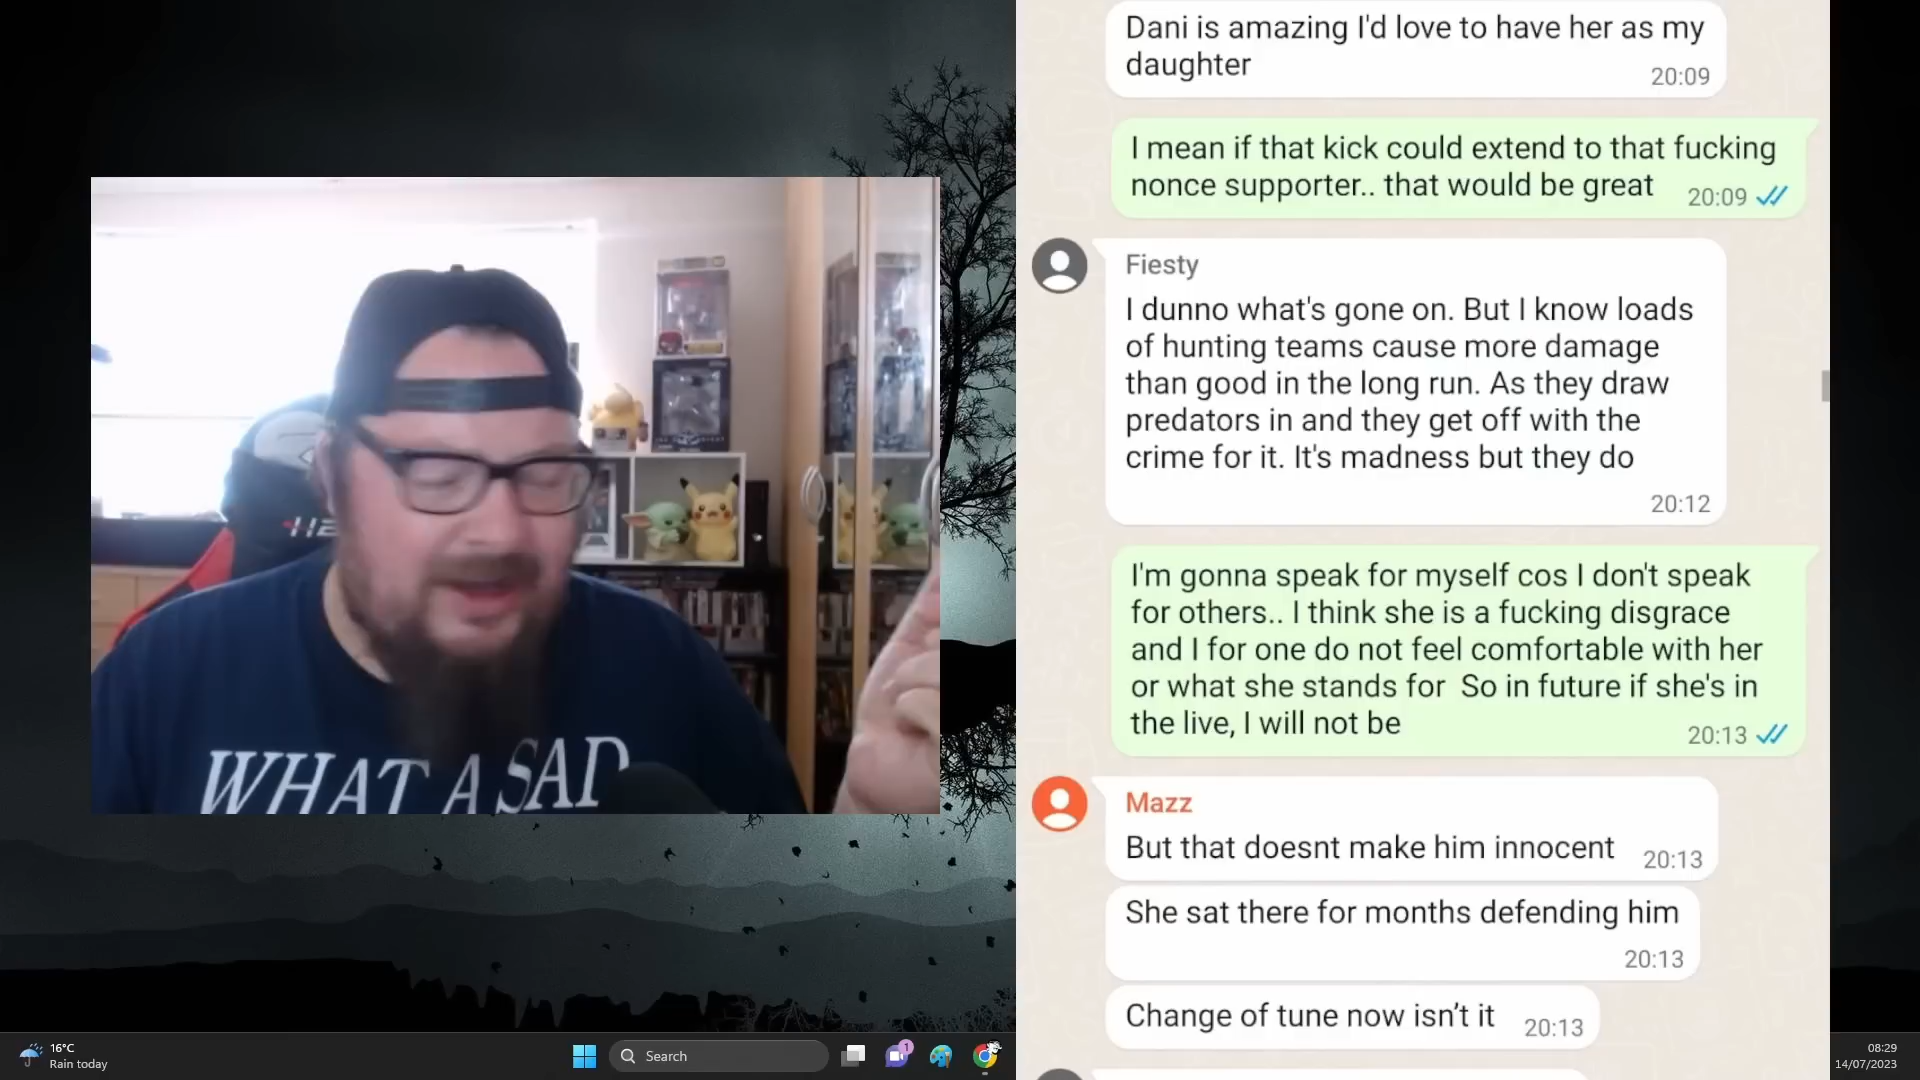 Dani is amazing I'd love to have her as my
daughter
20:09
I mean if that kick could extend to that fucking
nonce supporter.. that would be great
20:09
Fiesty
I dunno what's gone on. But I know loads
of hunting teams cause more damage
than good in the long run. As they draw
predators in and they get off with the
crime for it. It's madness but they do
20:12
I'm gonna speak for myself cos I don't speak
for others.. I think she is a fucking disgrace
and I for one do not feel comfortable with her
or what she stands for  So in future if she's in
the live, I will not be
20:13
Mazz
But that doesnt make him innocent
20:13
She sat there for months defending him
20:13
Change of tune now isn’t it
20:13
WHAT A SAD
16°C
Rain today
Search
1
08:29
14/07/2023